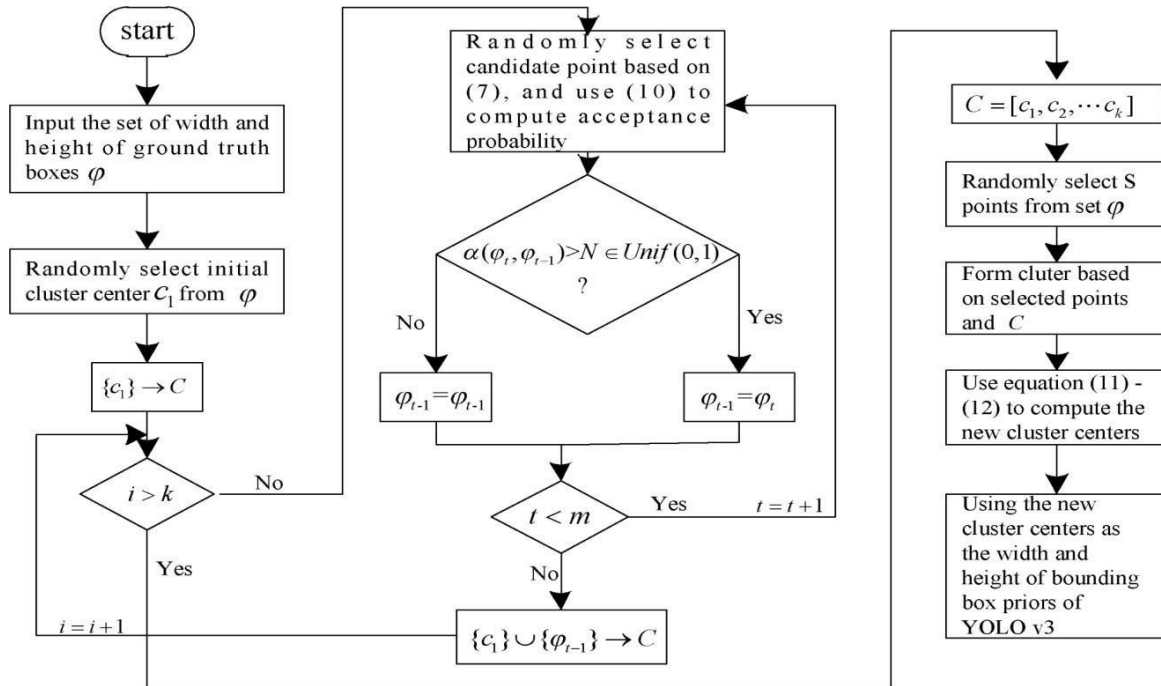 start
Input the set of width and
height of ground truth
boxes φ
Randomly select initial
cluster center c₁ from φ
{c₁} → C
i > k
No
Yes
i = i+1
Randomly select
candidate point based on
(7), and use (10) to
compute acceptance
probability
α(φₜ, φₜ₋₁)>N ∈ Unif (0,1)
?
No
Yes
φₜ₋₁=φₜ₋₁
φₜ₋₁=φₜ
t < m
Yes
t = t+1
No
{c₁} ∪ {φₜ₋₁} → C
C = [c₁, c₂, ⋯ cₖ]
Randomly select S
points from set φ
Form cluter based
on selected points
and C
Use equation (11) -
(12) to compute the
new cluster centers
Using the new
cluster centers as
the width and
height of bounding
box priors of
YOLO v3